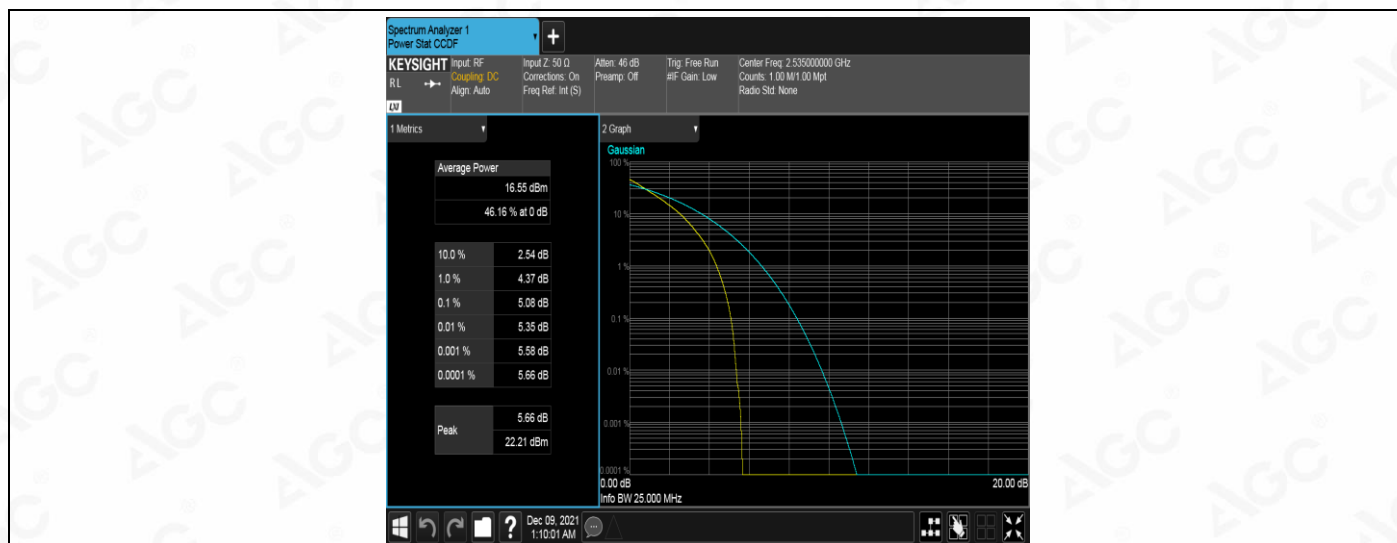 Spectrum Analyzer 1
Power Stat CCDF
KEYSIGHT
Input: RF
Coupling: DC
Align: Auto
Input Z: 50 Ω
Corrections: On
Freq Ref: Int (S)
Atten: 46 dB
Preamp: Off
Trig: Free Run
#IF Gain: Low
Center Freq: 2.535000000 GHz
Counts: 1.00 M/1.00 Mpt
Radio Std: None
R L
LXI
1 Metrics
Average Power
16.55 dBm
46.16 % at 0 dB
10.0 % 2.54 dB
1.0 % 4.37 dB
0.1 % 5.08 dB
0.01 % 5.35 dB
0.001 % 5.58 dB
0.0001 % 5.66 dB
Peak
5.66 dB
22.21 dBm
2 Graph
Gaussian
100 %
10 %
1 %
0.1 %
0.01 %
0.001 %
0.0001 %
0.00 dB
20.00 dB
Info BW 25.000 MHz
?
Dec 09, 2021
1:10:01 AM
AGC